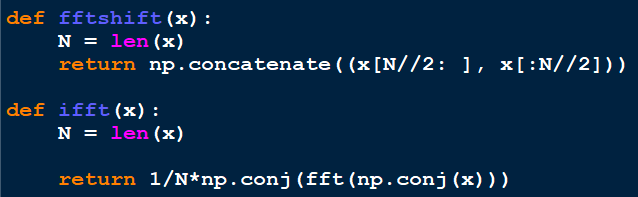 def fftshift(x):
    N = len(x)
    return np.concatenate((x[N//2: ], x[:N//2]))
def ifft(x):
    N = len(x)
    return 1/N*np.conj(fft(np.conj(x)))